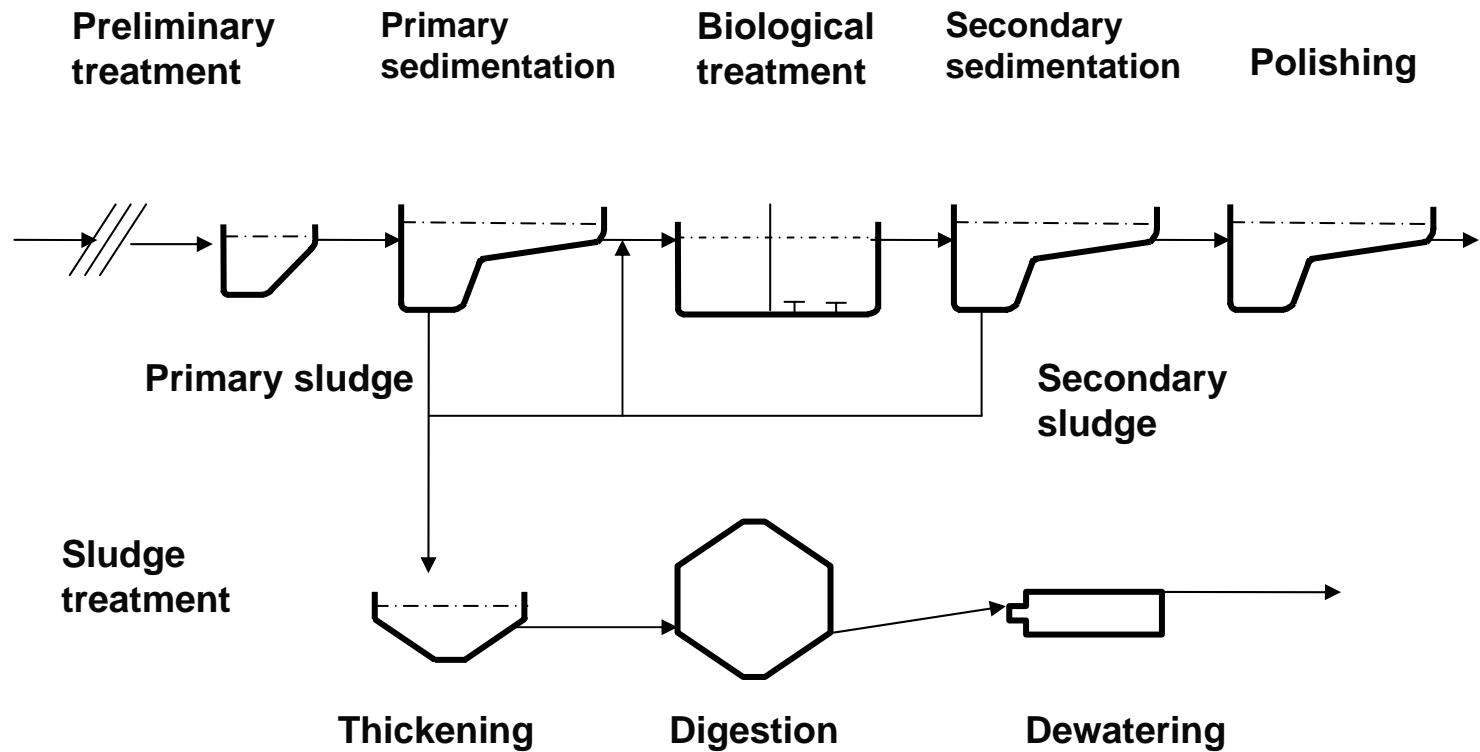 Preliminary
treatment
Primary
sedimentation
Biological
treatment
Secondary
sedimentation
Polishing
Primary sludge
Secondary
sludge
Sludge
treatment
Thickening
Digestion
Dewatering